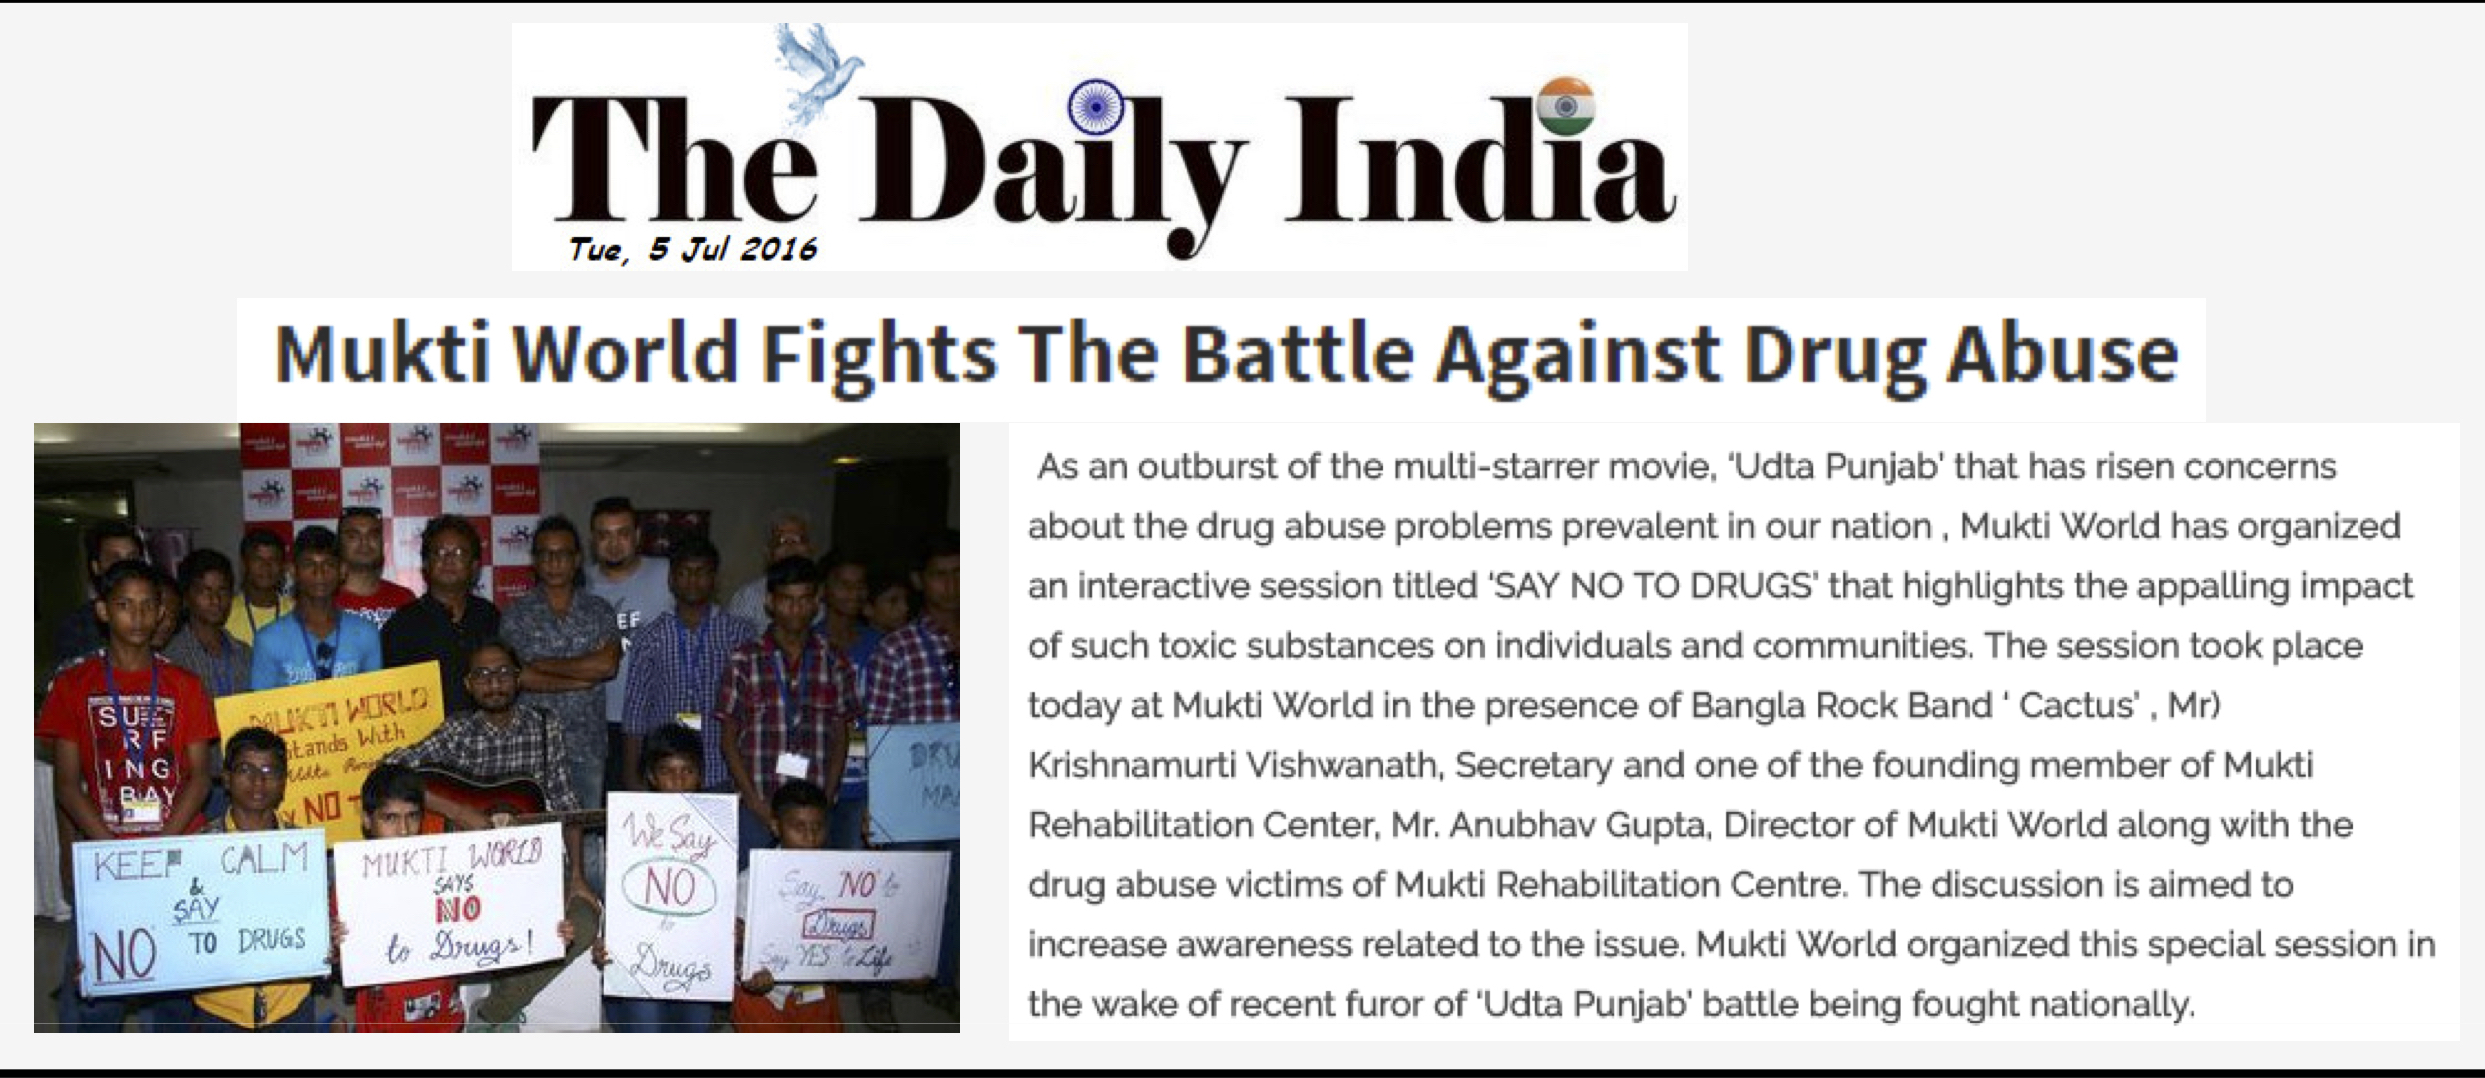 The Daily India
Tue, 5 Jul 2016
Mukti World Fights The Battle Against Drug Abuse
As an outburst of the multi-starrer movie, 'Udta Punjab' that has risen concerns
about the drug abuse problems prevalent in our nation , Mukti World has organized
an interactive session titled 'SAY NO TO DRUGS' that highlights the appalling impact
of such toxic substances on individuals and communities. The session took place
today at Mukti World in the presence of Bangla Rock Band ' Cactus' , Mr)
Krishnamurti Vishwanath, Secretary and one of the founding member of Mukti
Rehabilitation Center, Mr. Anubhav Gupta, Director of Mukti World along with the
drug abuse victims of Mukti Rehabilitation Centre. The discussion is aimed to
increase awareness related to the issue. Mukti World organized this special session in
the wake of recent furor of 'Udta Punjab' battle being fought nationally.
MUKTI WORLD
Stands With
Udta
NO
SURF
ING
BAY
KEEP CALM
&
SAY
NO TO DRUGS
MUKTI WORLD
SAYS
NO
to Drugs!
We Say
NO
to
Drugs
Say NO to
Drugs
Say YES to Life